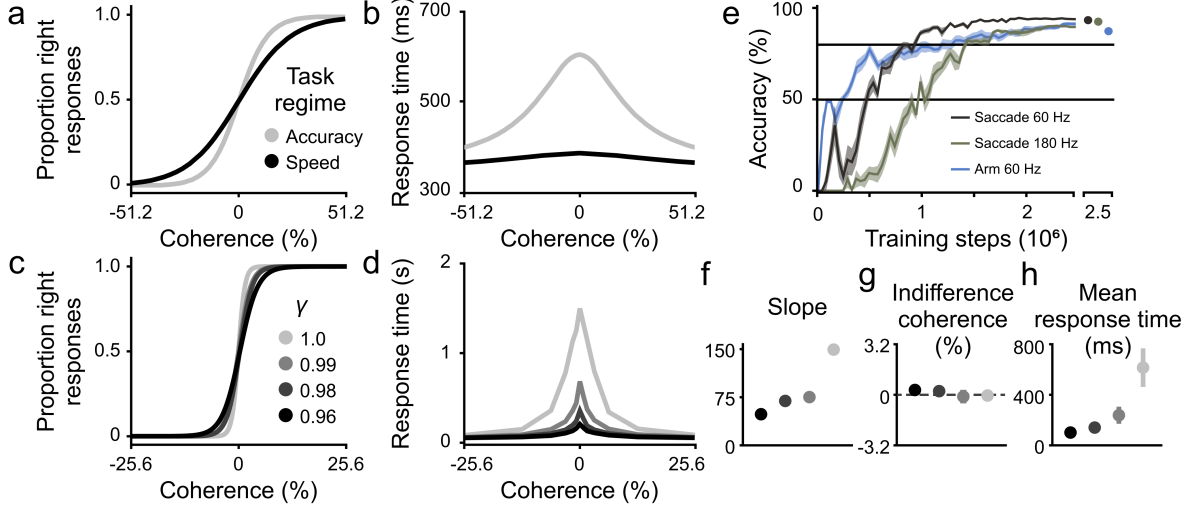 a
1.0
0.5
0
Proportion right
responses
Task
regime
Accuracy
Speed
-51.2
0
51.2
Coherence (%)
b
700
500
300
Response time (ms)
-51.2
0
51.2
Coherence (%)
e
100
50
0
Accuracy (%)
Saccade 60 Hz
Saccade 180 Hz
Arm 60 Hz
0
1
2
2.5
Training steps (10⁶)
c
1.0
0.5
0
Proportion right
responses
γ
1.0
0.99
0.98
0.96
-25.6
0
25.6
Coherence (%)
d
2
1
0
Response time (s)
-25.6
0
25.6
Coherence (%)
f
Slope
150
75
0
g
Indifference
coherence
(%)
3.2
0
-3.2
h
Mean
response time
(ms)
800
400
0